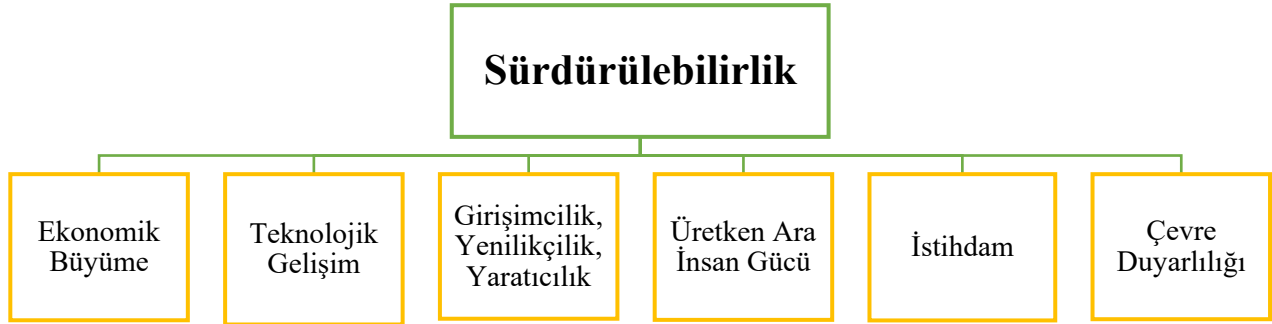 Sürdürülebilirlik
Ekonomik
Büyüme
Teknolojik
Gelişim
Girişimcilik,
Yenilikçilik,
Yaratıcılık
Üretken Ara
İnsan Gücü
İstihdam
Çevre
Duyarlılığı